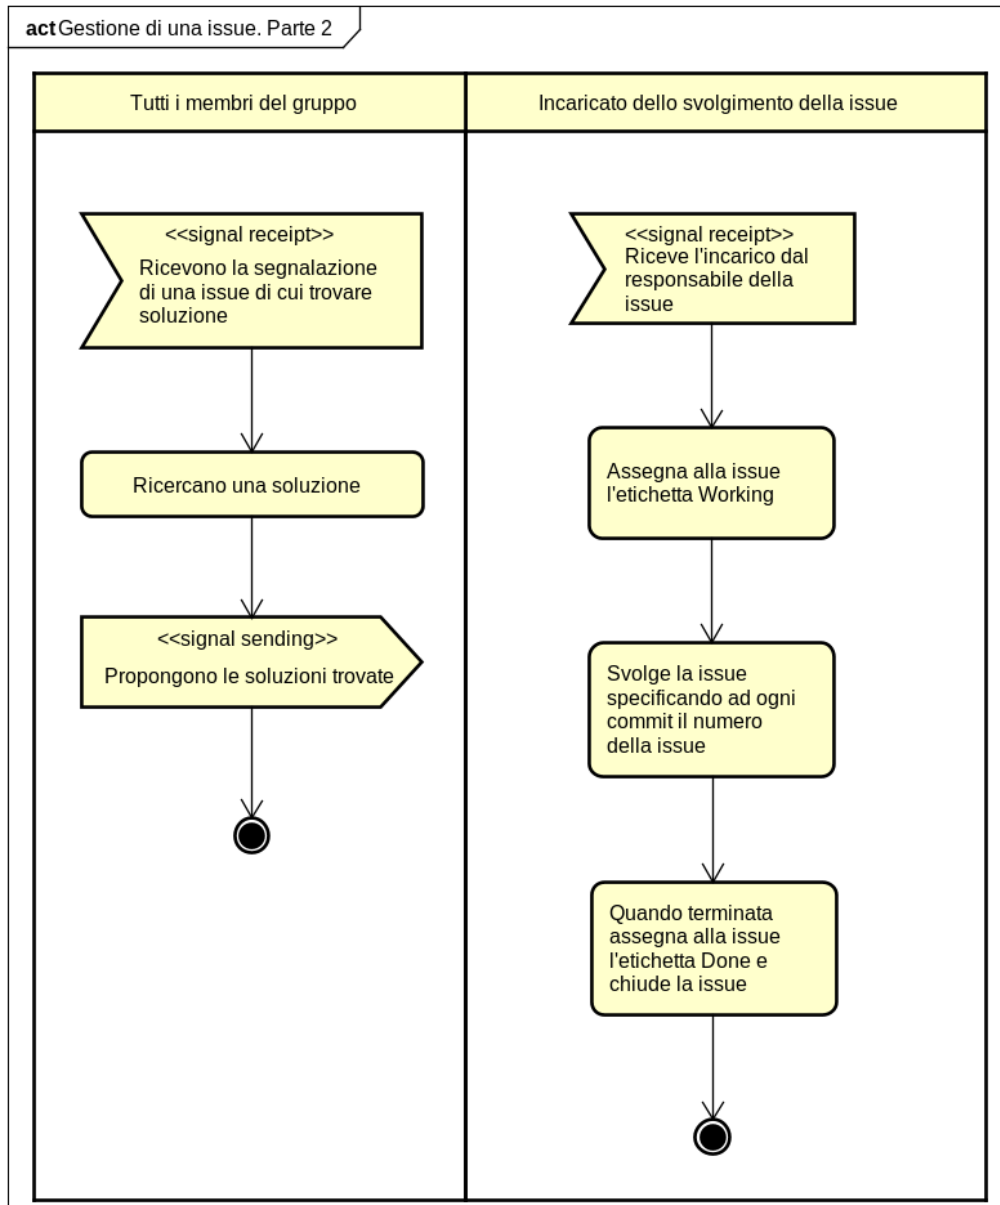 act Gestione di una issue. Parte 2
Tutti i membri del gruppo
Incaricato dello svolgimento della issue
<<signal receipt>>
Ricevono la segnalazione
di una issue di cui trovare
soluzione
Ricercano una soluzione
<<signal sending>>
Propongono le soluzioni trovate
<<signal receipt>>
Riceve l'incarico dal
responsabile della
issue
Assegna alla issue
l'etichetta Working
Svolge la issue
specificando ad ogni
commit il numero
della issue
Quando terminata
assegna alla issue
l'etichetta Done e
chiude la issue